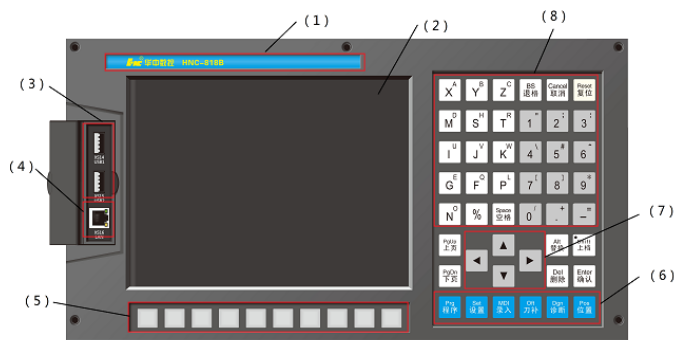 (1)
(2)
(8)
华中数控 HNC-818B
(3)
(4)
(5)
(7)
(6)
X A
Y B
Z C
BS 退格
Cancel 取消
Reset 复位
M D
S H
T R
1 "
2 ;
3 :
I U
J V
K W
4 \
5 #
6 "
G E
F Q
P L
7 [
8 ]
9 *
N O
%
Space 空格
0 /
. +
- =
PgUp 上页
▲
Alt 替换
上档
◀
▶
PgDn 下页
▼
Del 删除
Enter 确认
Prg 程序
Set 设置
MDI 录入
Oft 刀补
Dgn 诊断
Pos 位置